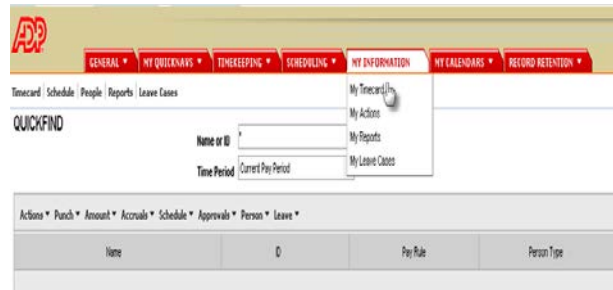 ADP
GENERAL ▼ MY QUICKNAVS ▼ TIMEKEEPING ▼ SCHEDULING ▼ MY INFORMATION MY CALENDARS ▼ RECORD RETENTION ▼
Timecard Schedule People Reports Leave Cases
My Timecard
My Actions
My Reports
My Leave Cases
QUICKFIND
Name or ID *
Time Period Current Pay Period
Actions ▼ Punch ▼ Amount ▼ Accruals ▼ Schedule ▼ Approvals ▼ Person ▼ Leave ▼
Name ID Pay Rule Person Type